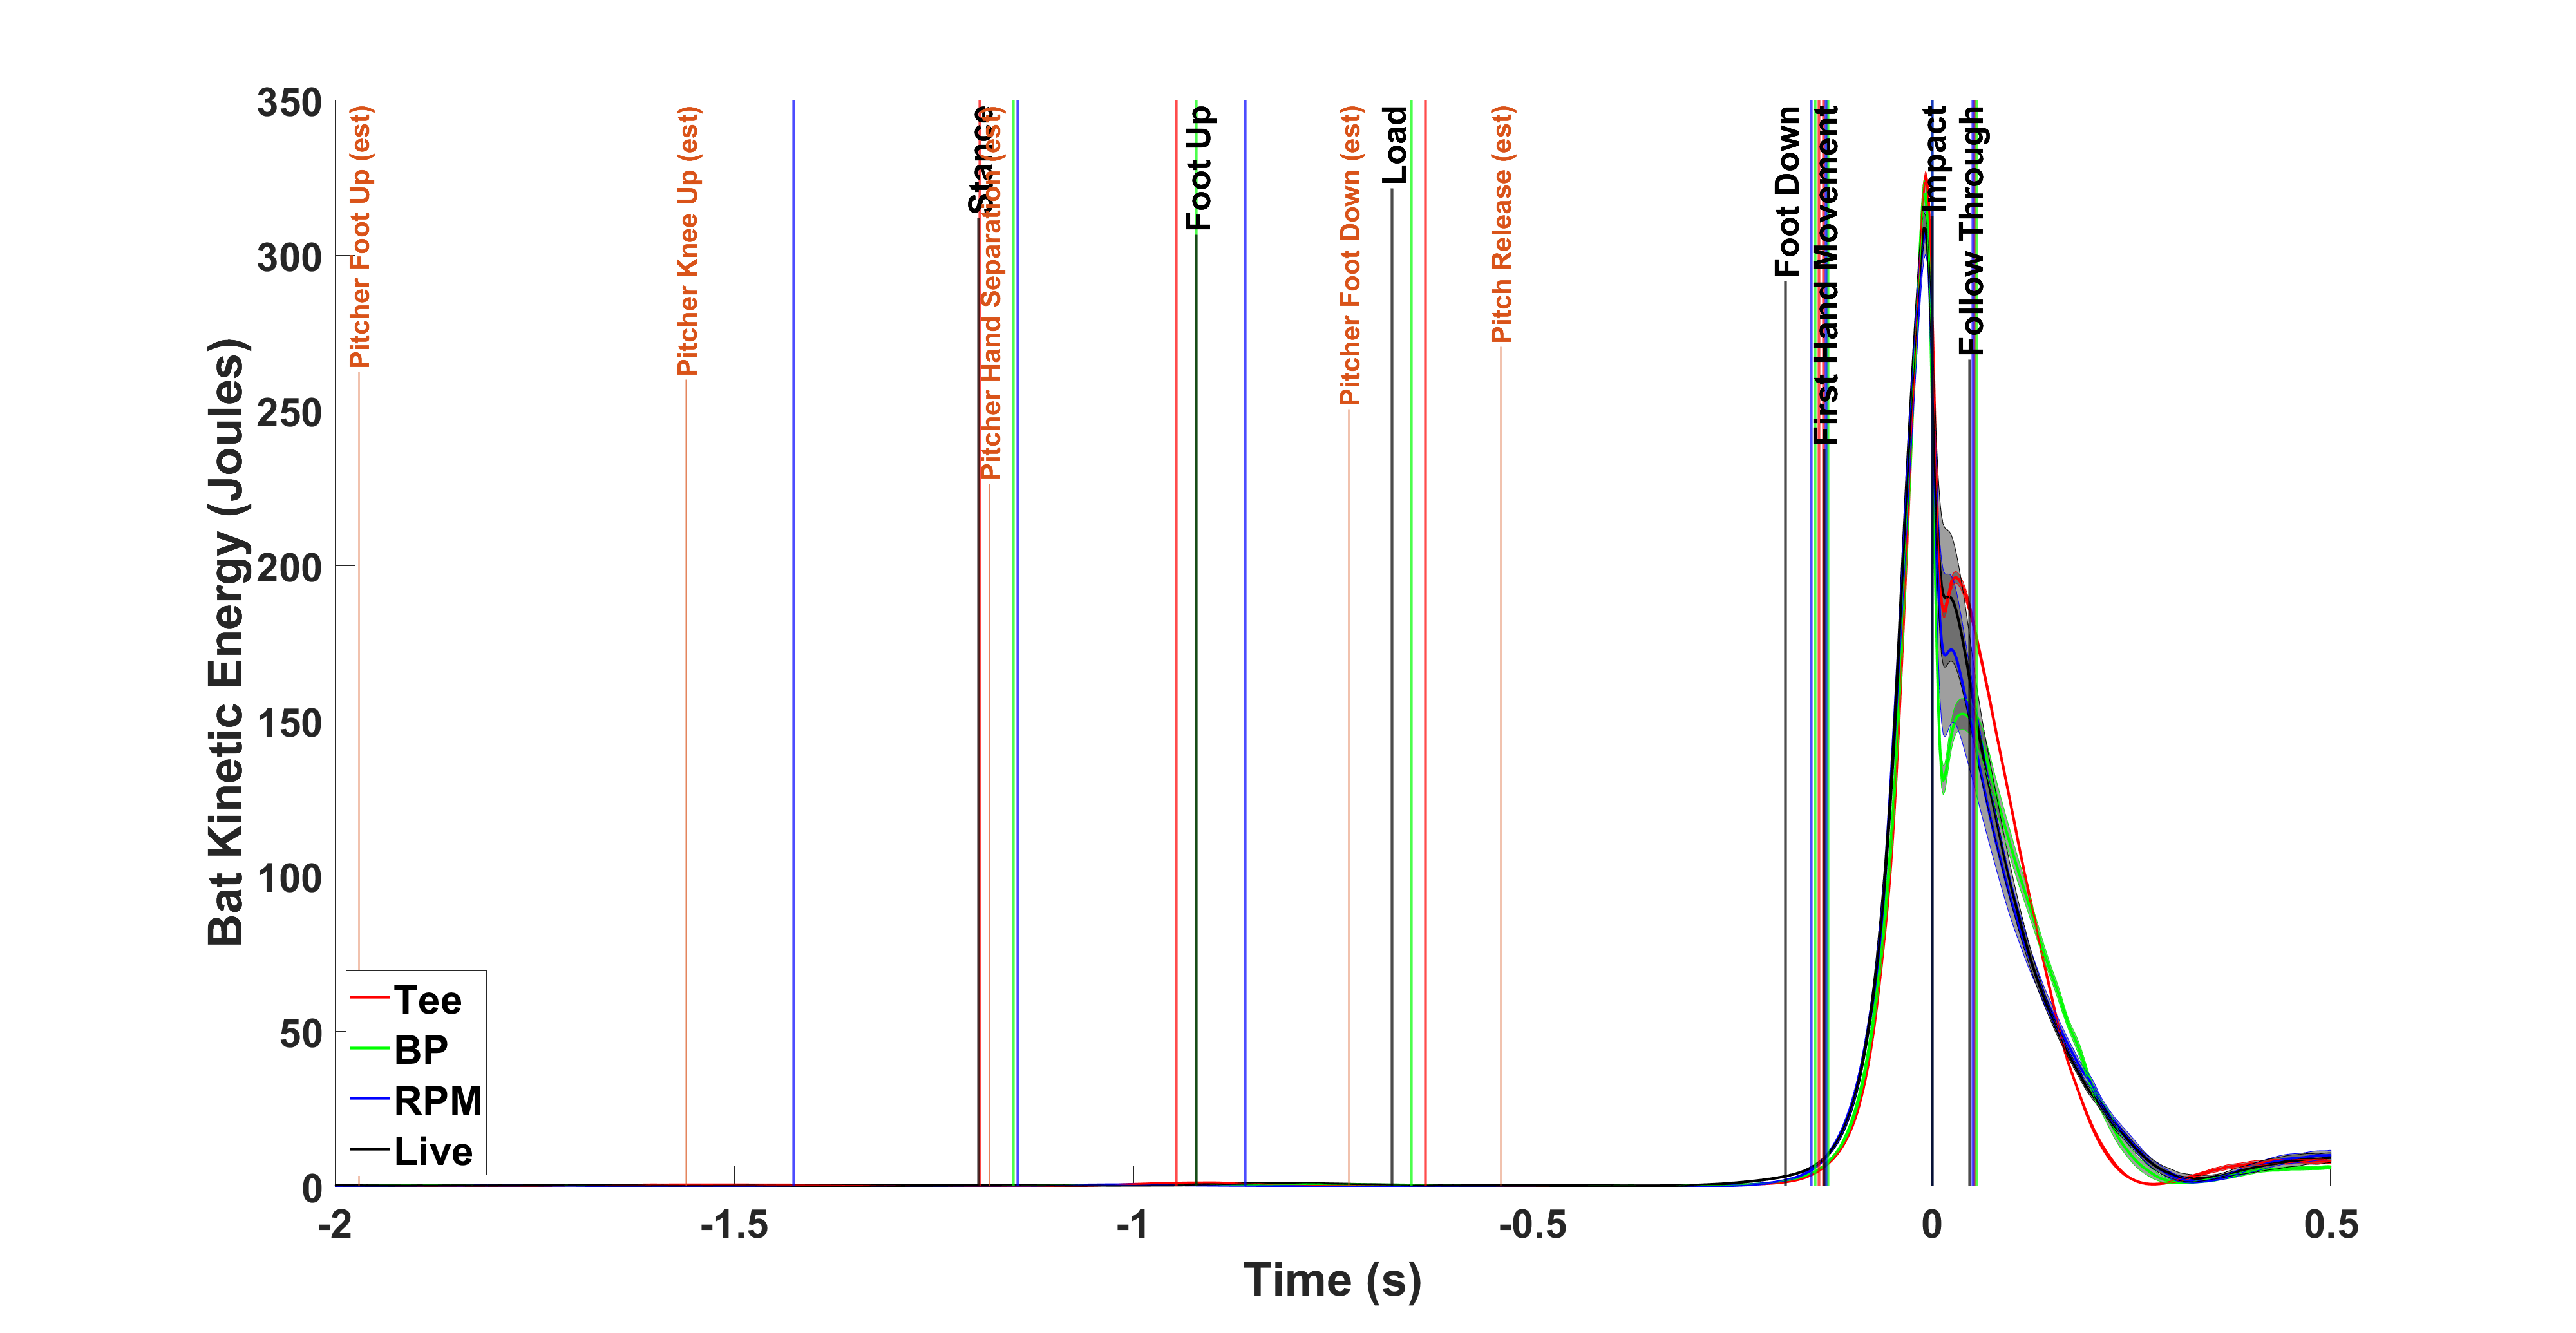 350
300
250
200
150
100
50
0
Bat Kinetic Energy (Joules)
Pitcher Foot Up (est)
Pitcher Knee Up (est)
Stance
Pitcher Hand Separation (est)
Foot Up
Pitcher Foot Down (est)
Load
Pitch Release (est)
Foot Down
First Hand Movement
Impact
Follow Through
Tee
BP
RPM
Live
-2
-1.5
-1
-0.5
0
0.5
Time (s)